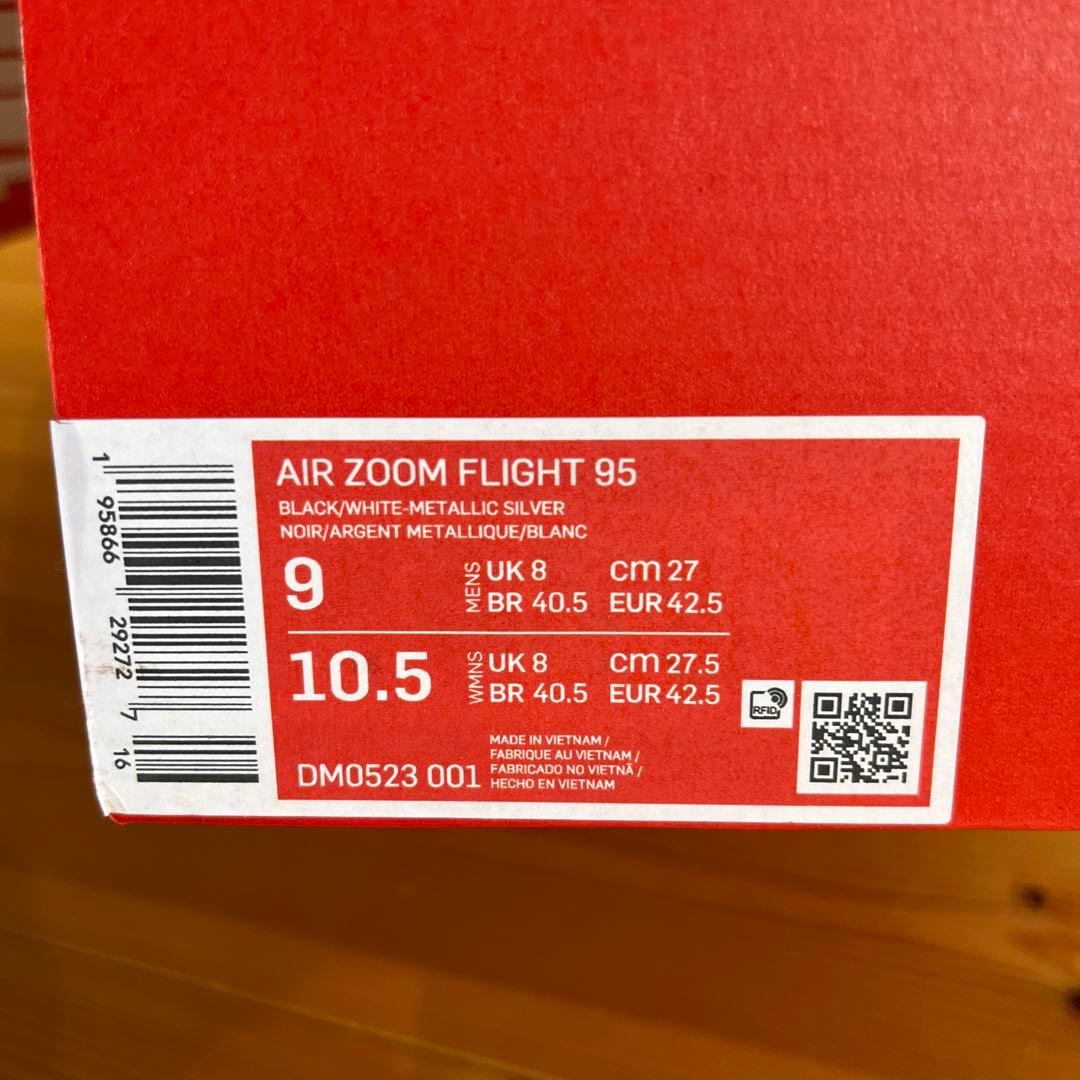 AIR ZOOM FLIGHT 95
BLACK/WHITE-METALLIC SILVER
NOIR/ARGENT METALLIQUE/BLANC
9 MENS UK 8 cm 27
BR 40.5 EUR 42.5
10.5 WMNS UK 8 cm 27.5
BR 40.5 EUR 42.5
RFID
MADE IN VIETNAM /
FABRIQUE AU VIETNAM /
FABRICADO NO VIETNÃ /
HECHO EN VIETNAM
DM0523 001
1 95866 29272 7 16